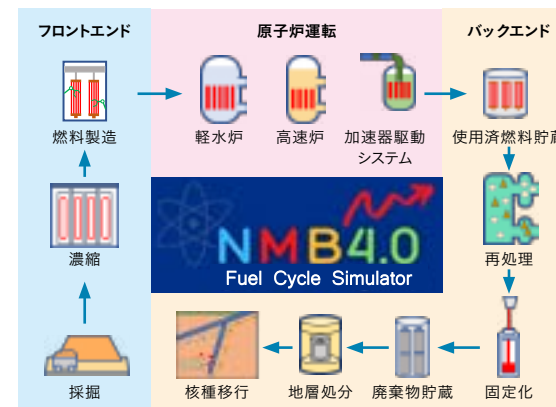 フロントエンド
原子炉運転
バックエンド
燃料製造
軽水炉
高速炉
加速器駆動
システム
使用済燃料貯蔵
濃縮
NMB4.0
Fuel Cycle Simulator
再処理
採掘
核種移行
地層処分
廃棄物貯蔵
固定化